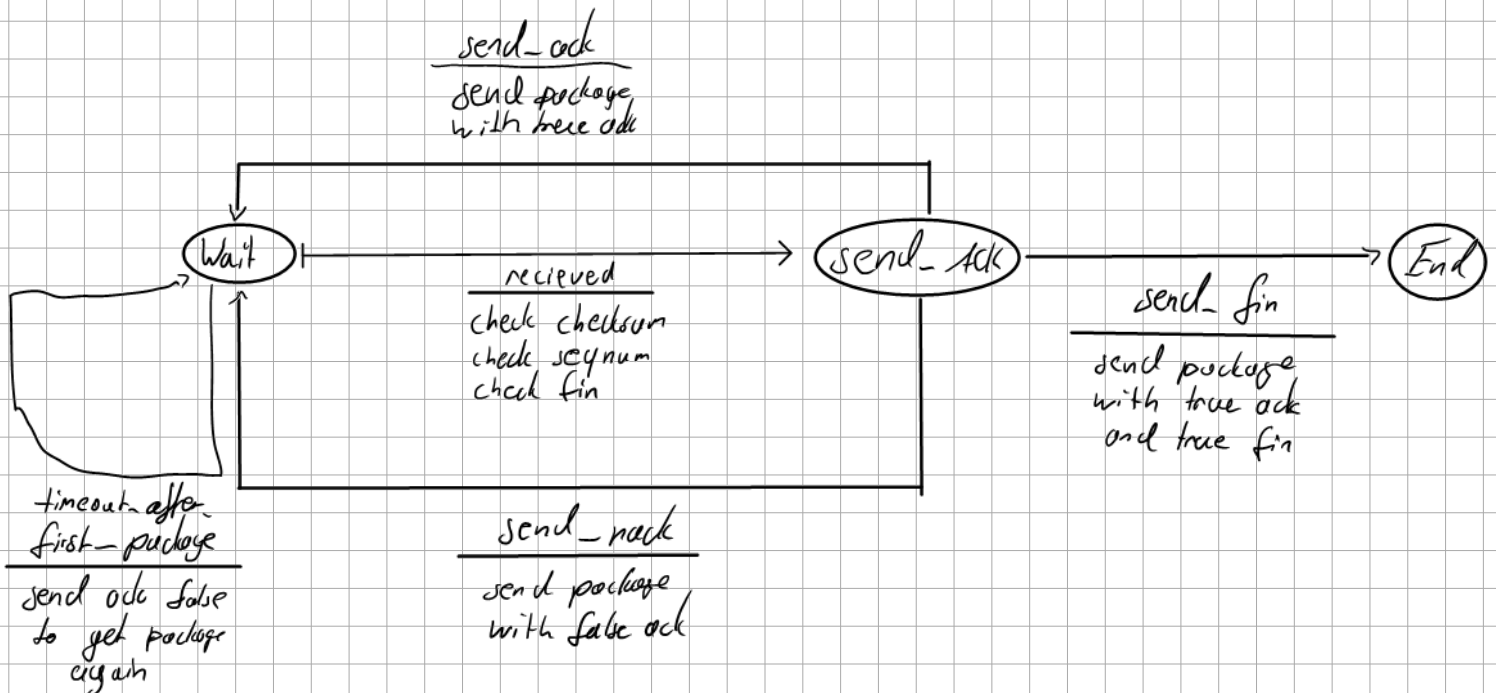 send_ack
send package
with true ack
Wait
recieved
check checksum
check seqnum
check fin
send_Ack
End
send_fin
send package
with true ack
and true fin
timeout_after_
first_package
send ack false
to get package
again
send_nack
send package
with false ack